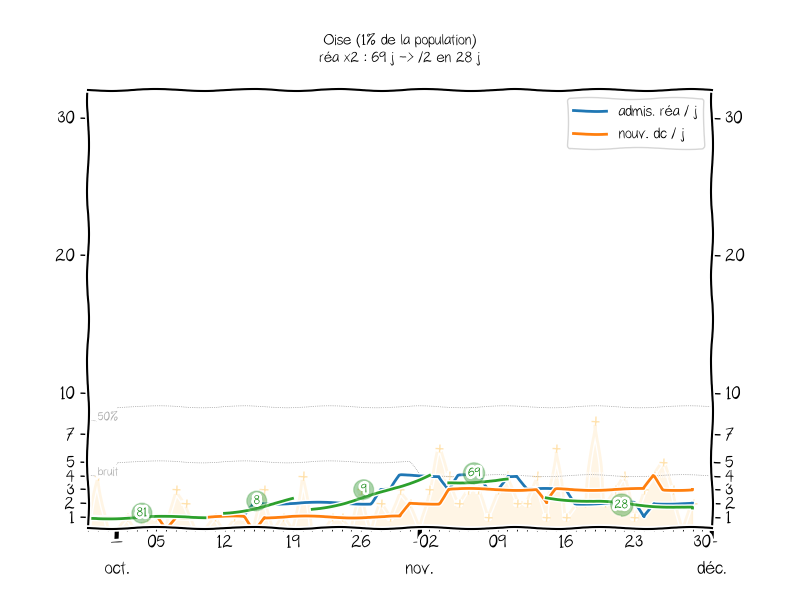 Oise (1% de la population)
réa x2 : 69 j -> /2 en 28 j
admis. réa / j
nouv. dc / j
30 30
20 20
10 10
50%
7 7
5 5
bruit
4 4
3 3
2 2
1 1
81 8 9 69 28
05 12 19 26 02 09 16 23 30
oct. nov. déc.